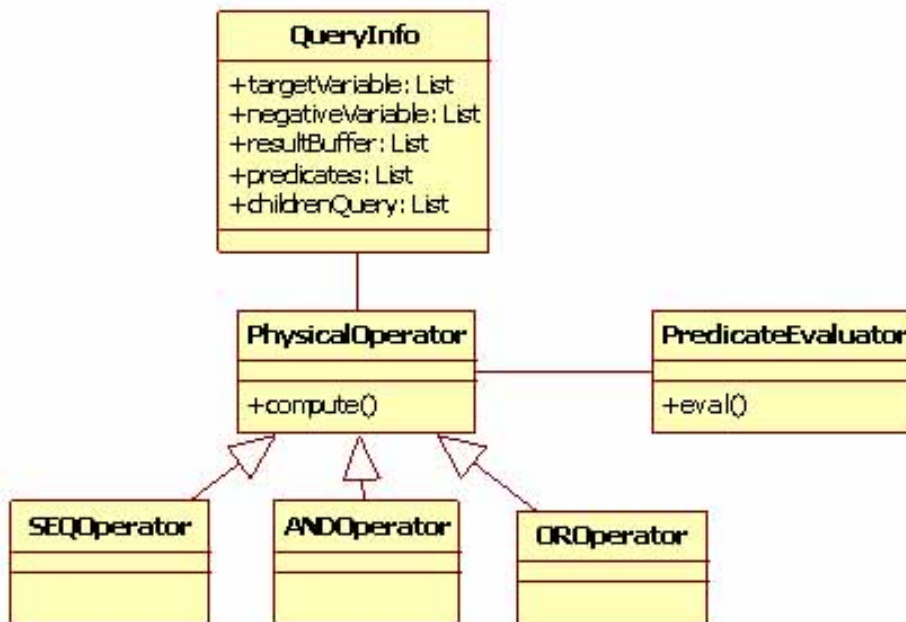 QueryInfo
+targetVariable: List
+negativeVariable: List
+resultBuffer: List
+predicates: List
+childrenQuery: List
PhysicalOperator
+compute()
PredicateEvaluator
+eval()
SEQOperator
ANDOperator
OROperator